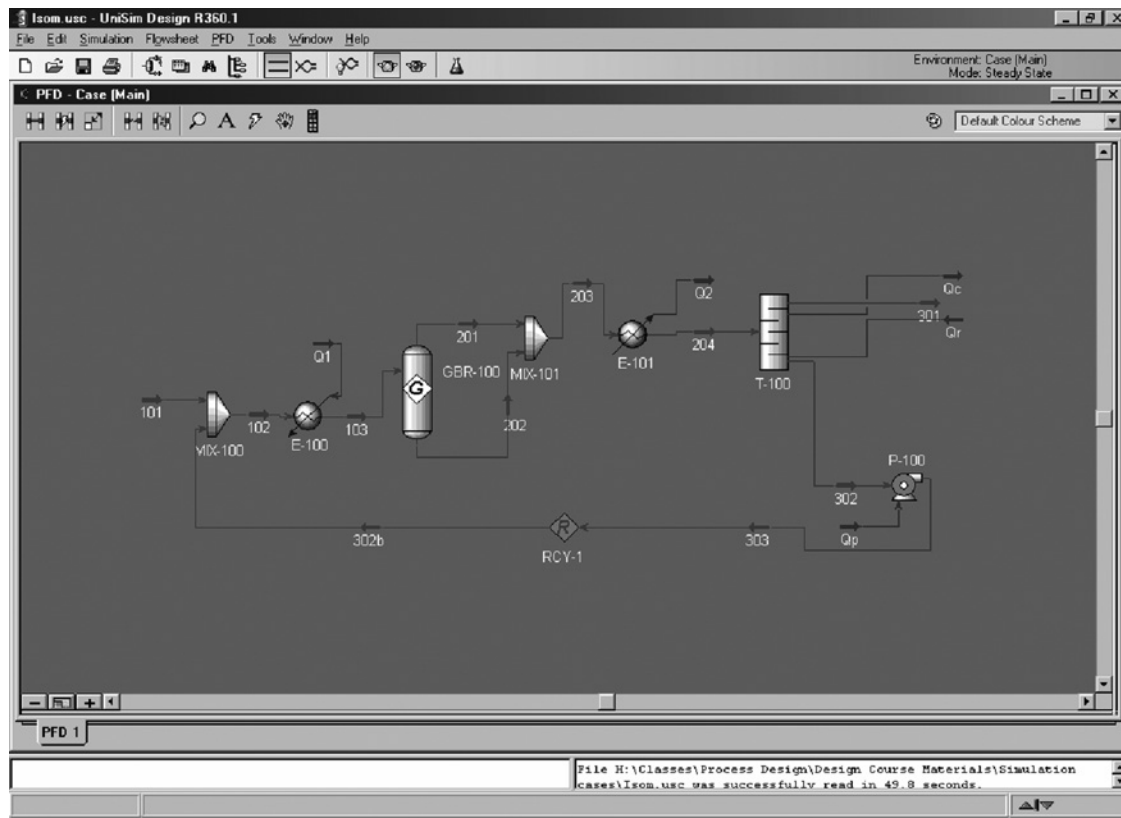 Isom.usc - UniSim Design R360.1
File Edit Simulation Flowsheet PFD Tools Window Help
Environment: Case (Main)
Mode: Steady State
PFD - Case (Main)
A
Default Colour Scheme
203
Q2
Qc
301
Qr
201
GBR-100
MIX-101
E-101
204
T-100
Q1
G
101
102
103
202
MIX-100
E-100
P-100
302
302b
R
303
Qp
RCY-1
PFD 1
File H:\Classes\Process Design\Design Course Materials\Simulation
cases\Isom.usc was successfully read in 49.8 seconds.